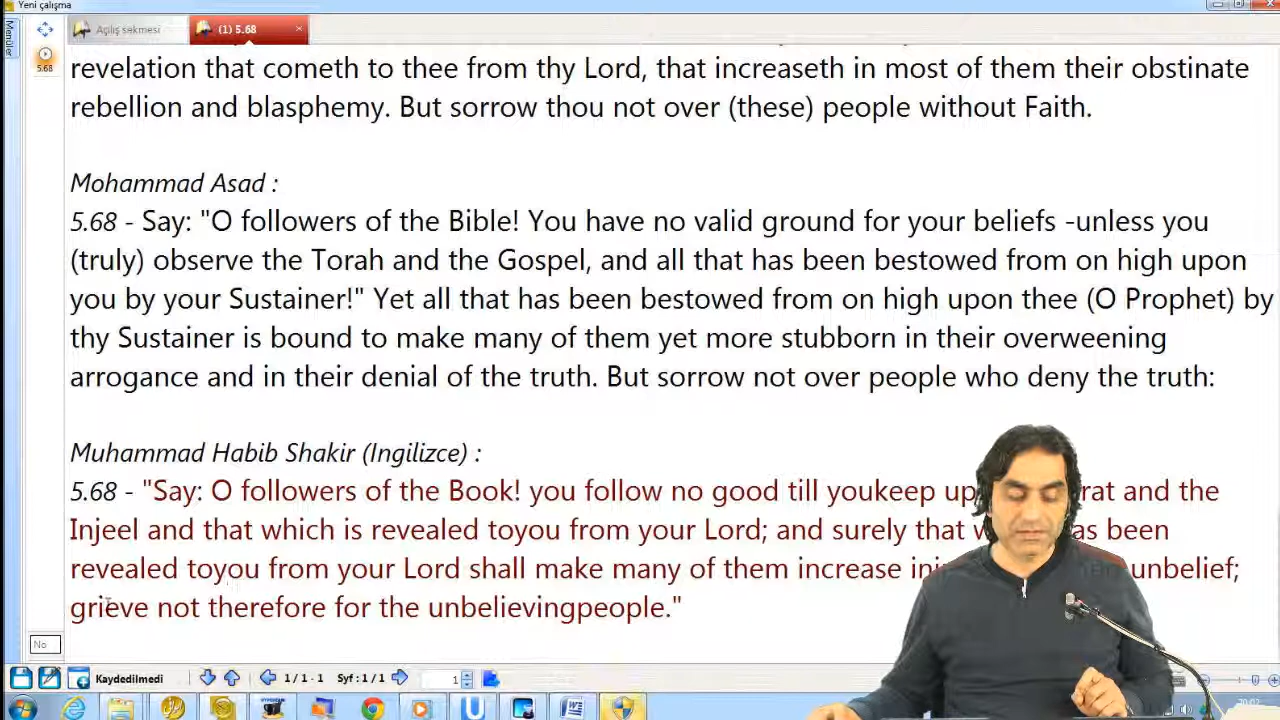 Yeni çalışma
Menüler
Açılış sekmesi
(1) 5.68
5.68
revelation that cometh to thee from thy Lord, that increaseth in most of them their obstinate
rebellion and blasphemy. But sorrow thou not over (these) people without Faith.
Mohammad Asad :
5.68 - Say: "O followers of the Bible! You have no valid ground for your beliefs -unless you
(truly) observe the Torah and the Gospel, and all that has been bestowed from on high upon
you by your Sustainer!" Yet all that has been bestowed from on high upon thee (O Prophet) by
thy Sustainer is bound to make many of them yet more stubborn in their overweening
arrogance and in their denial of the truth. But sorrow not over people who deny the truth:
Muhammad Habib Shakir (Ingilizce) :
5.68 - "Say: O followers of the Book! you follow no good till youkeep up rat and the
Injeel and that which is revealed toyou from your Lord; and surely that as been
revealed toyou from your Lord shall make many of them increase unbelief;
grieve not therefore for the unbelievingpeople."
No
Kaydedilmedi
1 / 1 - 1
Syf : 1 / 1
1